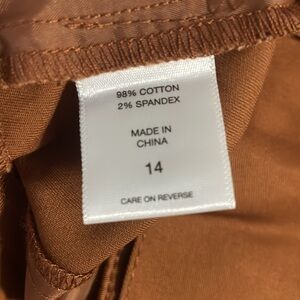 98% COTTON
2% SPANDEX
MADE IN
CHINA
14
CARE ON REVERSE